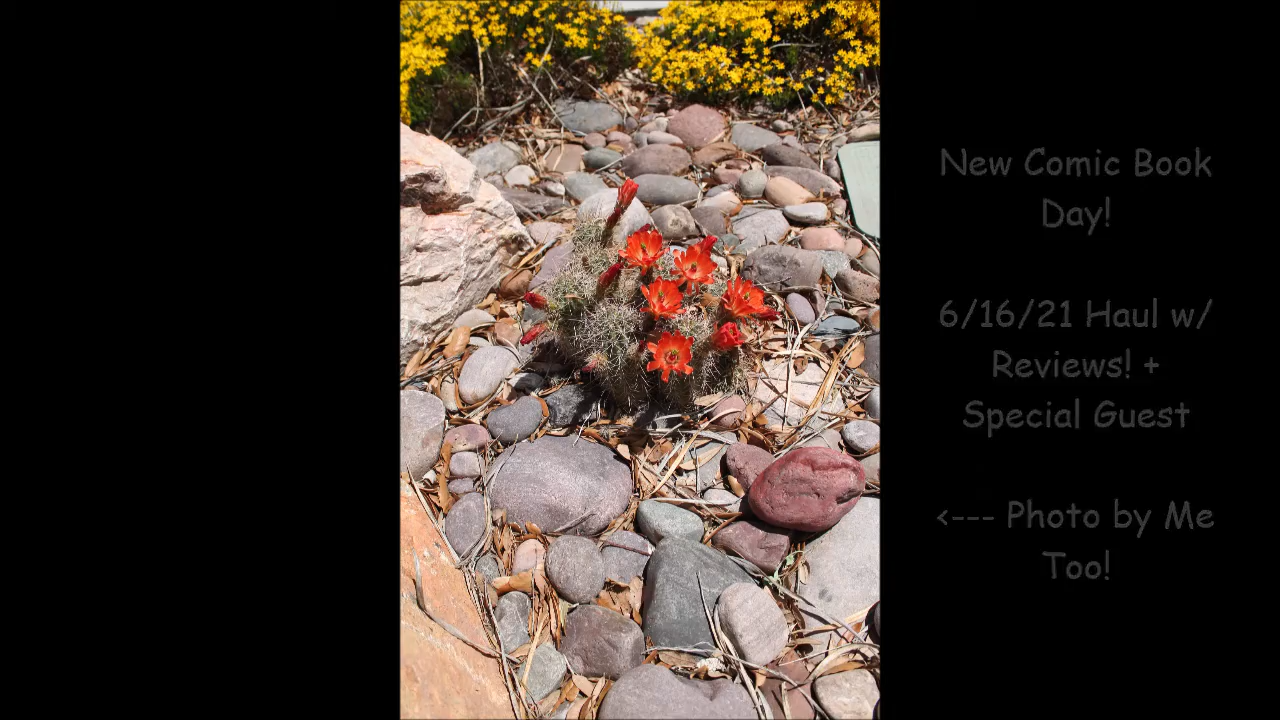 New Comic Book
Day!
6/16/21 Haul w/
Reviews! +
Special Guest
<--- Photo by Me
Too!